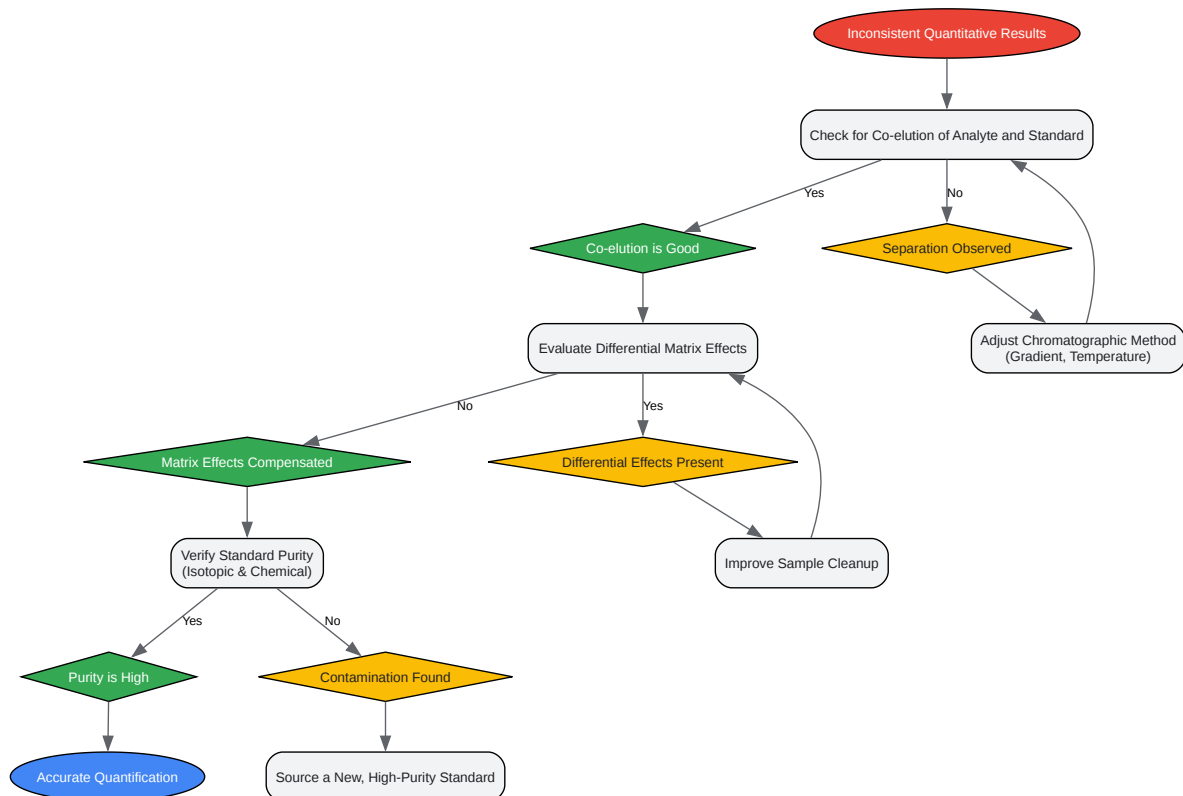 Inconsistent Quantitative Results
Check for Co-elution of Analyte and Standard
Yes
No
Co-elution is Good
Separation Observed
Evaluate Differential Matrix Effects
Adjust Chromatographic Method
(Gradient, Temperature)
No
Yes
Matrix Effects Compensated
Differential Effects Present
Verify Standard Purity
(Isotopic & Chemical)
Improve Sample Cleanup
Yes
No
Purity is High
Contamination Found
Accurate Quantification
Source a New, High-Purity Standard